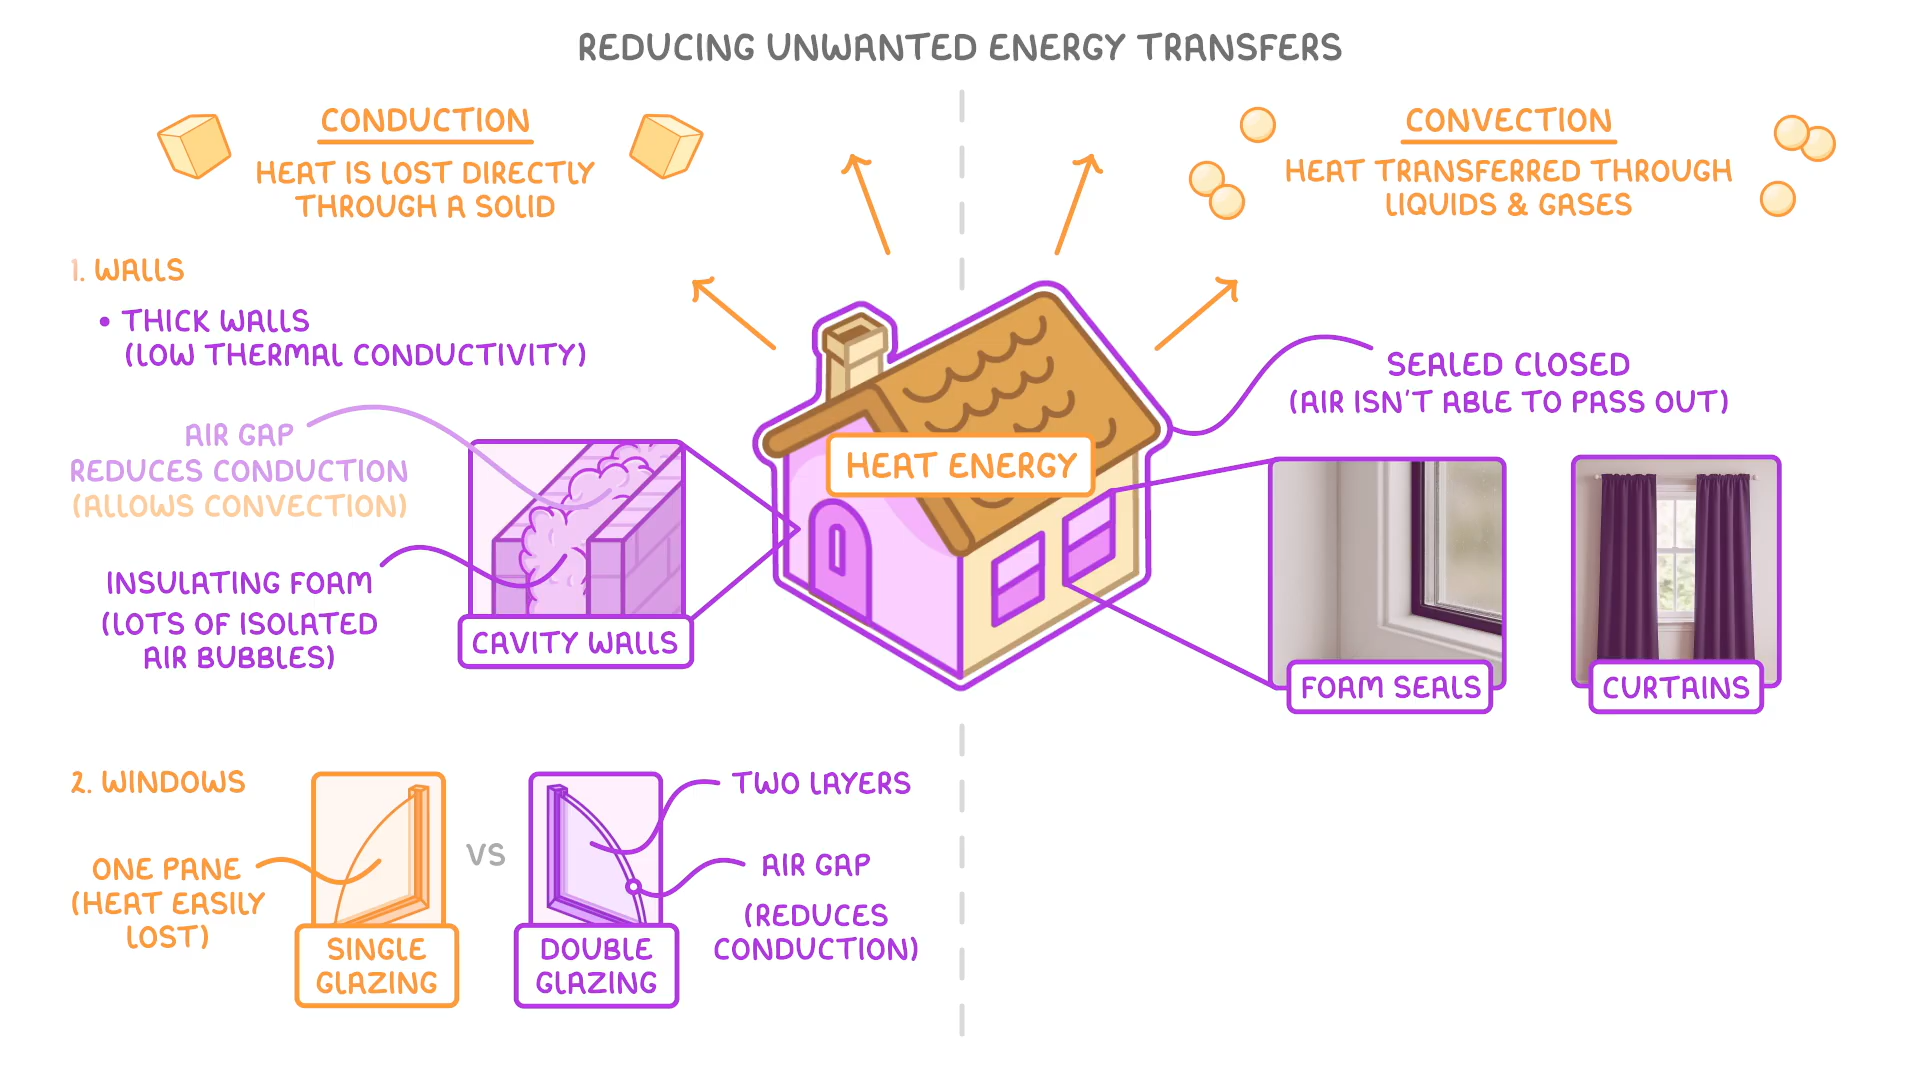 REDUCING UNWANTED ENERGY TRANSFERS
CONDUCTION
HEAT IS LOST DIRECTLY
THROUGH A SOLID
1. WALLS
• THICK WALLS
(LOW THERMAL CONDUCTIVITY)
AIR GAP
REDUCES CONDUCTION
(ALLOWS CONVECTION)
INSULATING FOAM
(LOTS OF ISOLATED
AIR BUBBLES)
CAVITY WALLS
2. WINDOWS
ONE PANE
(HEAT EASILY
LOST)
SINGLE
GLAZING
VS
DOUBLE
GLAZING
TWO LAYERS
AIR GAP
(REDUCES
CONDUCTION)
HEAT ENERGY
CONVECTION
HEAT TRANSFERRED THROUGH
LIQUIDS & GASES
SEALED CLOSED
(AIR ISN'T ABLE TO PASS OUT)
FOAM SEALS
CURTAINS